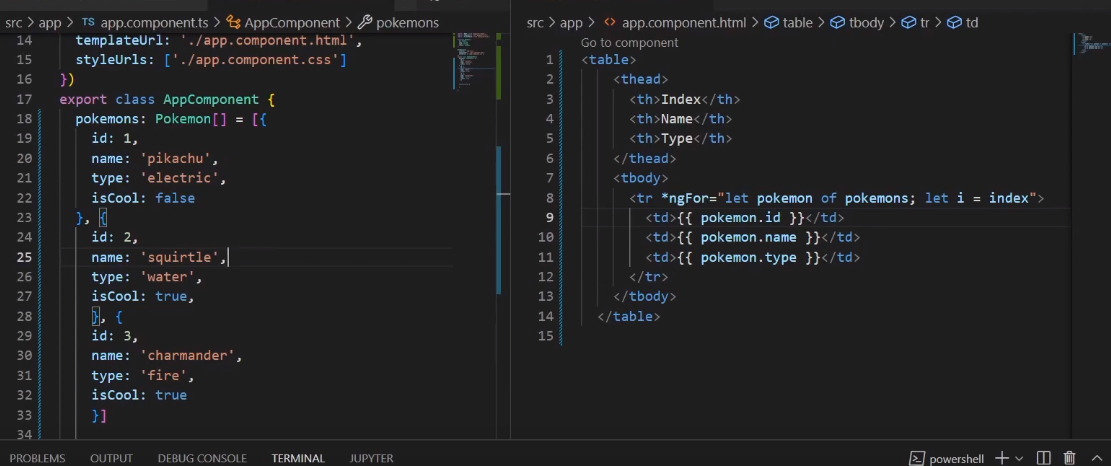 src > app > TS app.component.ts > AppComponent > pokemons
14 templateUrl: './app.component.html',
15 styleUrls: ['./app.component.css']
16 })
17 export class AppComponent {
18 pokemons: Pokemon[] = [{
19 id: 1,
20 name: 'pikachu',
21 type: 'electric',
22 isCool: false
23 }, {
24 id: 2,
25 name: 'squirtle',
26 type: 'water',
27 isCool: true,
28 }, {
29 id: 3,
30 name: 'charmander',
31 type: 'fire',
32 isCool: true
33 }]
34
src > app > <> app.component.html > table > tbody > tr > td
Go to component
1 <table>
2 <thead>
3 <th>Index</th>
4 <th>Name</th>
5 <th>Type</th>
6 </thead>
7 <tbody>
8 <tr *ngFor="let pokemon of pokemons; let i = index">
9 <td>{{ pokemon.id }}</td>
10 <td>{{ pokemon.name }}</td>
11 <td>{{ pokemon.type }}</td>
12 </tr>
13 </tbody>
14 </table>
15
PROBLEMS OUTPUT DEBUG CONSOLE TERMINAL JUPYTER powershell